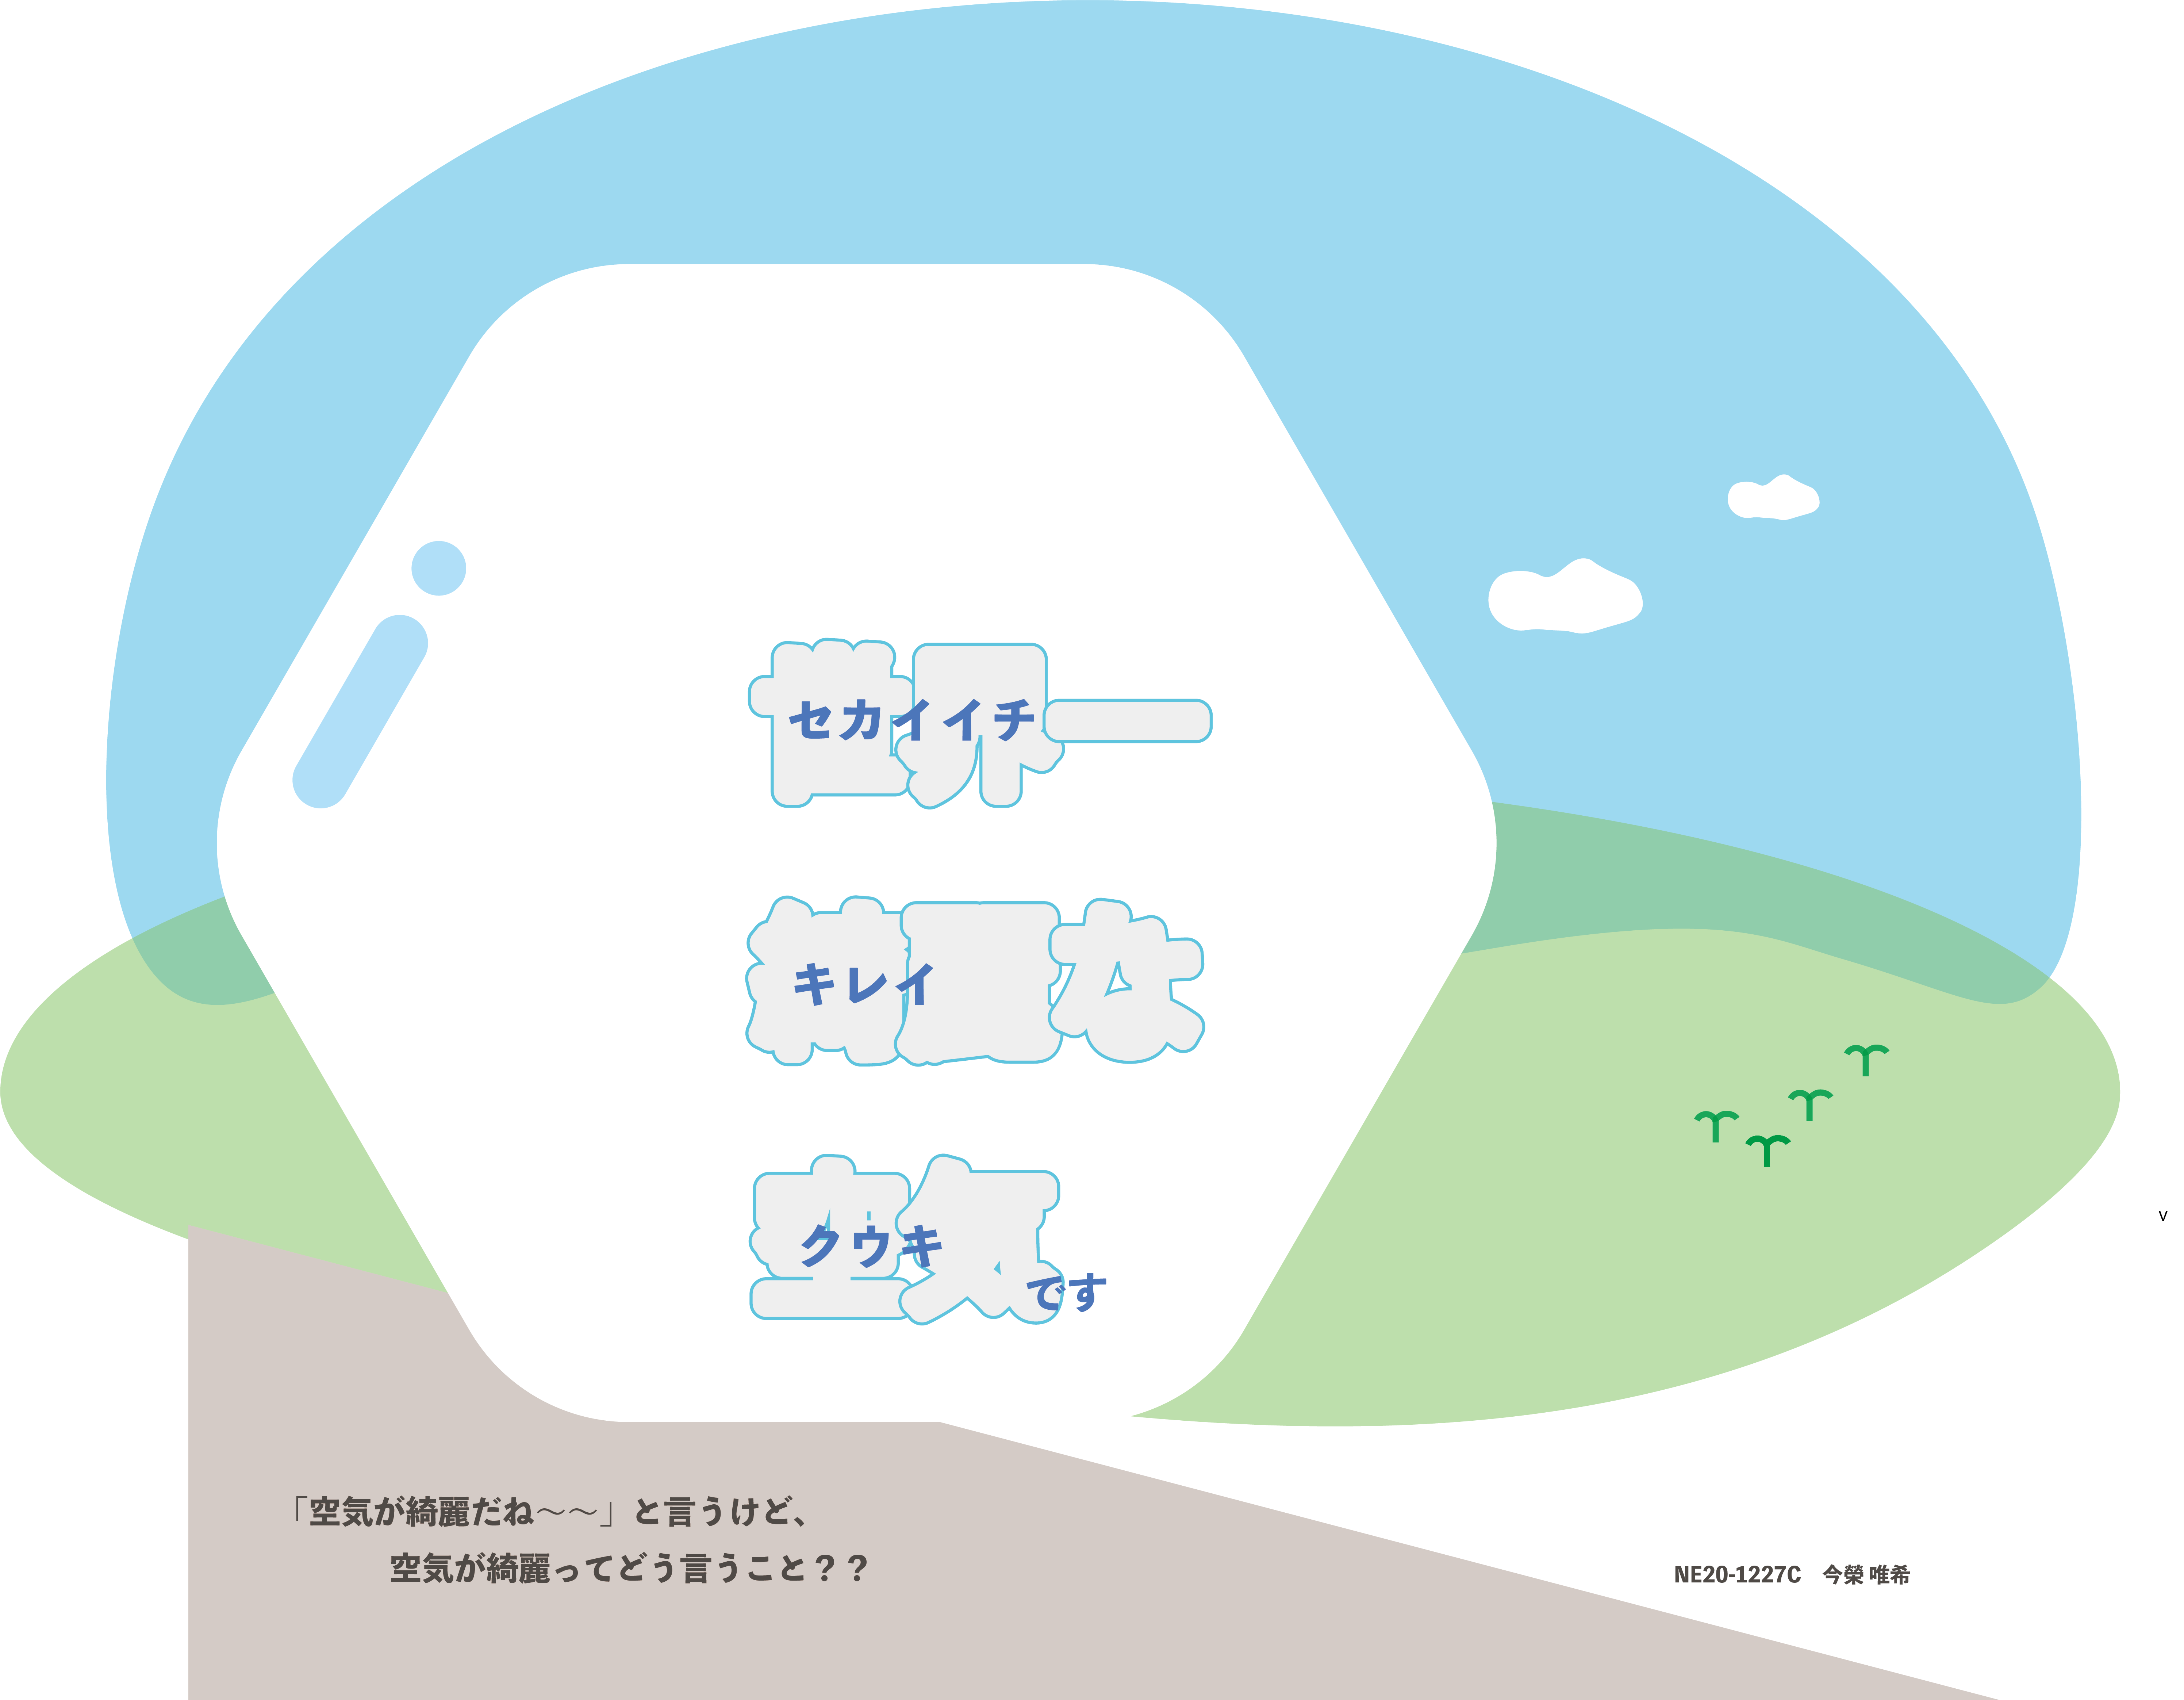 セカイイチ
世界一
キレイ
綺麗な
クウキ
空気です
「空気が綺麗だね〜〜」と言うけど、
空気が綺麗ってどう言うこと？？
NE20-1227C　今榮 唯希
V